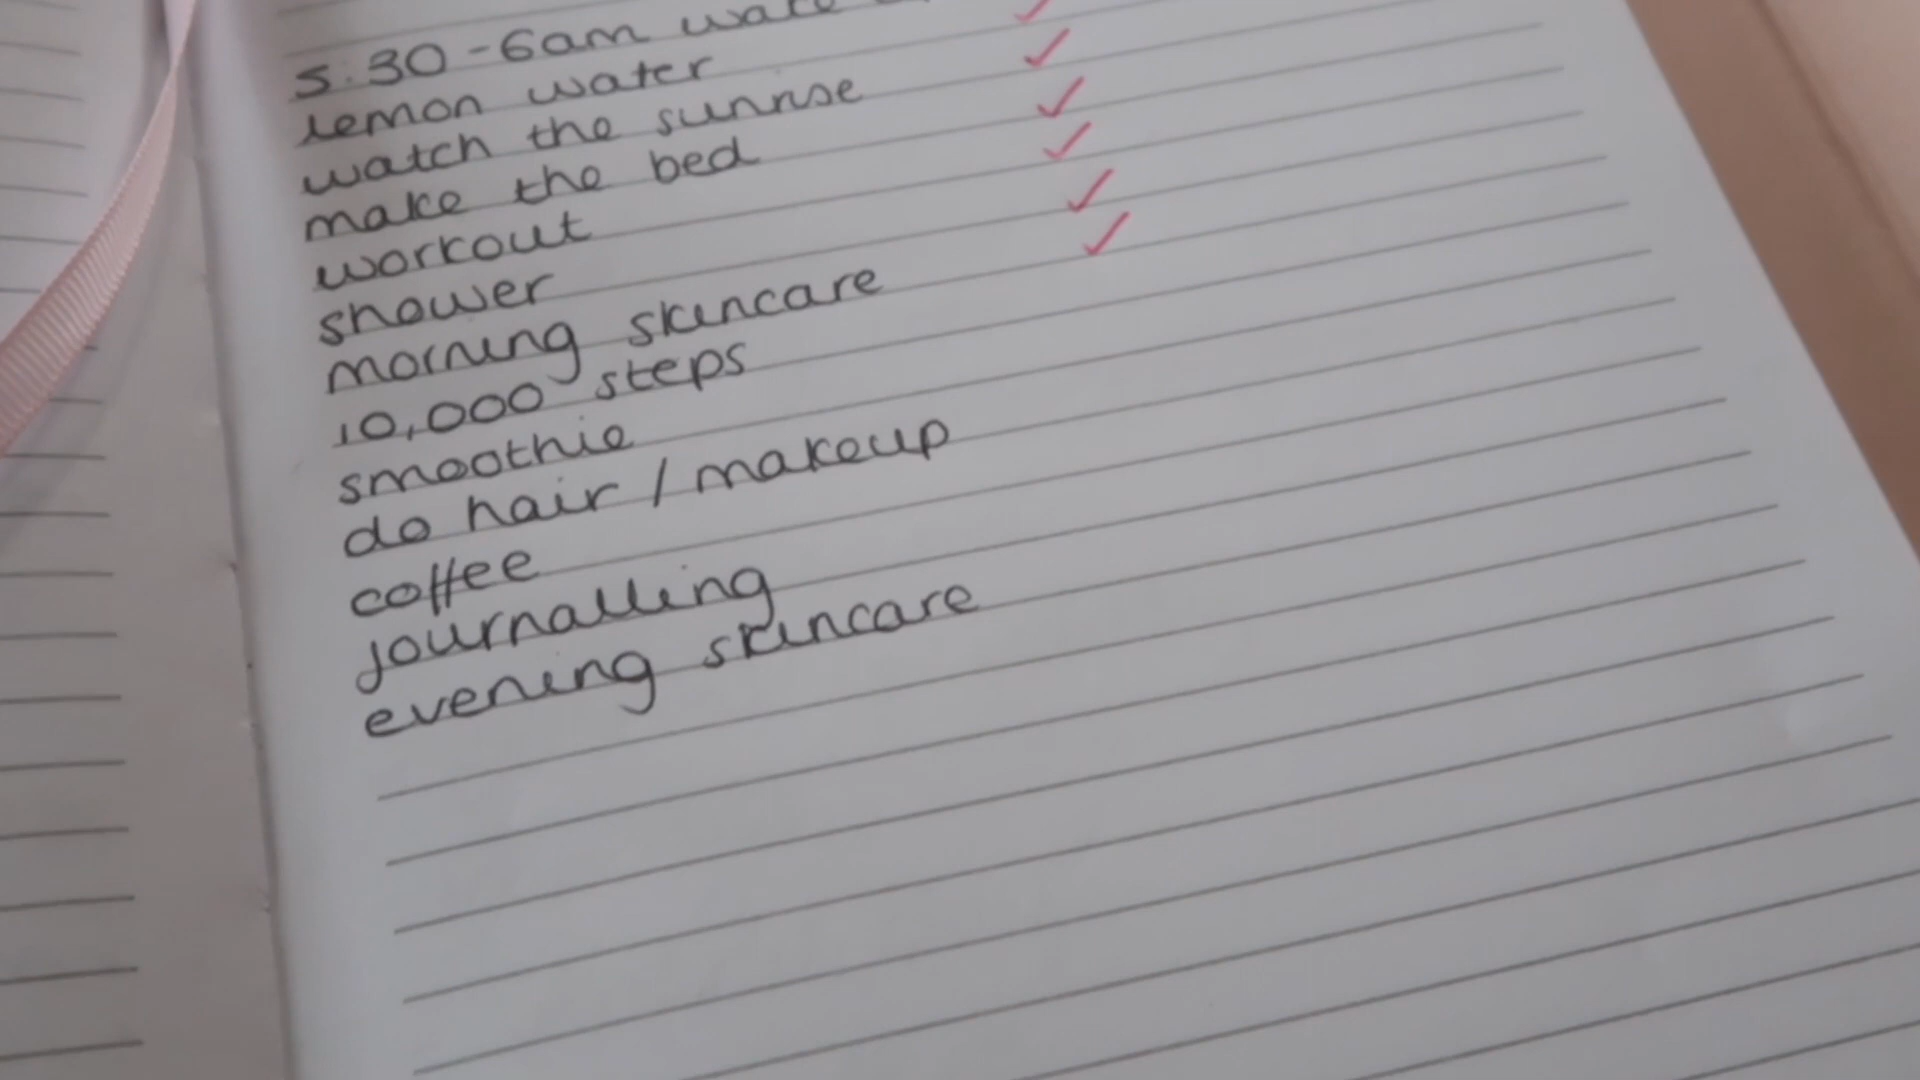 5.30-6am wake
lemon water
watch the sunrise
make the bed
workout
shower
morning skincare
10,000 steps
smoothie
do hair / makeup
coffee
journalling
evening skincare